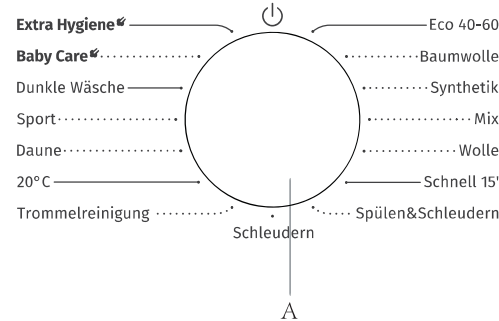 Extra Hygiene
Eco 40-60
Baby Care
Baumwolle
Dunkle Wäsche
Synthetik
Sport
Mix
Daune
Wolle
20°C
Schnell 15'
Trommelreinigung
Spülen&Schleudern
Schleudern
A